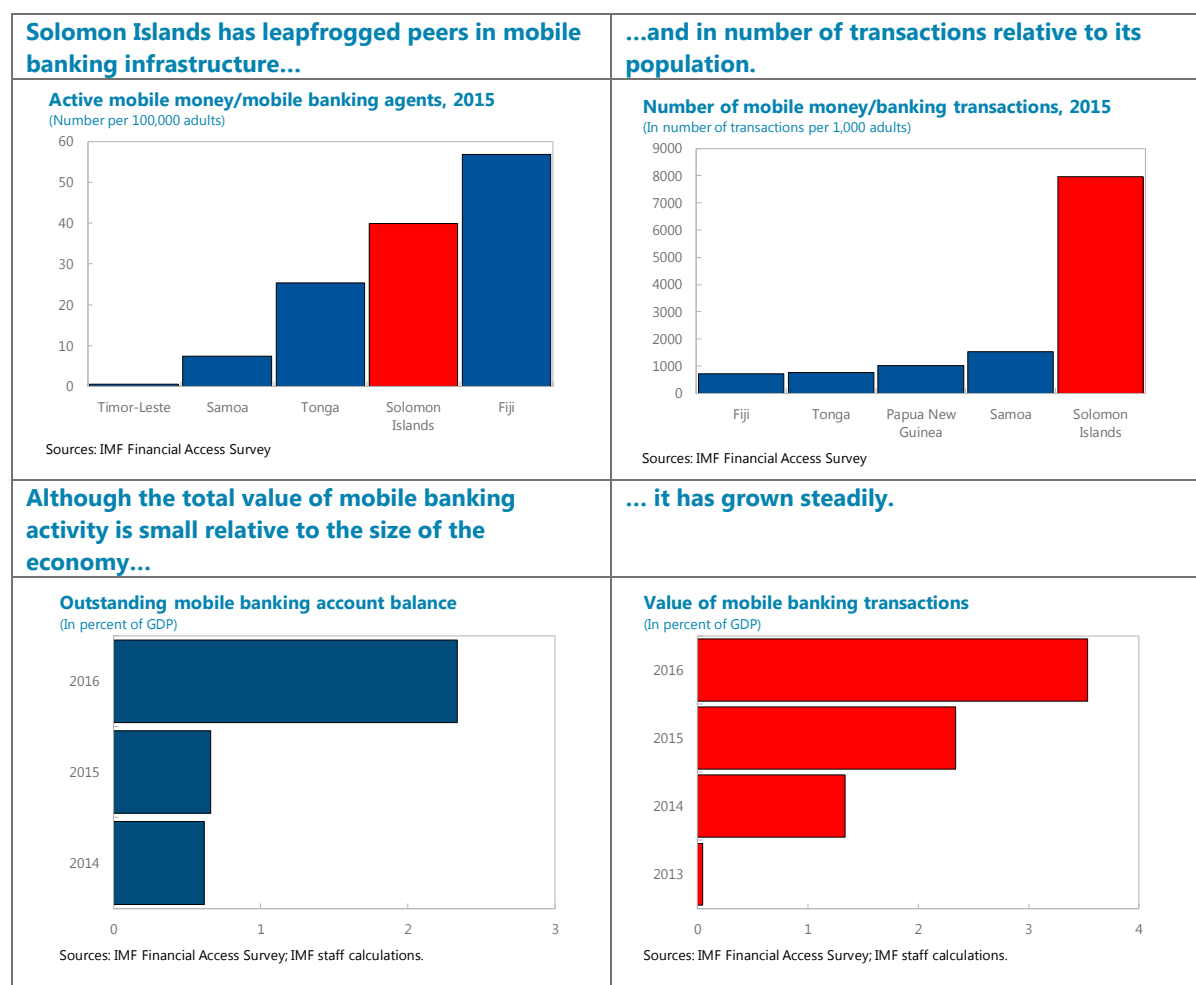 Solomon Islands has leapfrogged peers in mobile
banking infrastructure…
…and in number of transactions relative to its
population.
Active mobile money/mobile banking agents, 2015
(Number per 100,000 adults)
60
50
40
30
20
10
0
Timor-Leste
Samoa
Tonga
Solomon
Islands
Fiji
Sources: IMF Financial Access Survey
Number of mobile money/banking transactions, 2015
(In number of transactions per 1,000 adults)
9000
8000
7000
6000
5000
4000
3000
2000
1000
0
Fiji
Tonga
Papua New
Guinea
Samoa
Solomon
Islands
Sources: IMF Financial Access Survey
Although the total value of mobile banking
activity is small relative to the size of the
economy…
… it has grown steadily.
Outstanding mobile banking account balance
(In percent of GDP)
2016
2015
2014
0 1 2 3
Sources: IMF Financial Access Survey; IMF staff calculations.
Value of mobile banking transactions
(In percent of GDP)
2016
2015
2014
2013
0 1 2 3 4
Sources: IMF Financial Access Survey; IMF staff calculations.